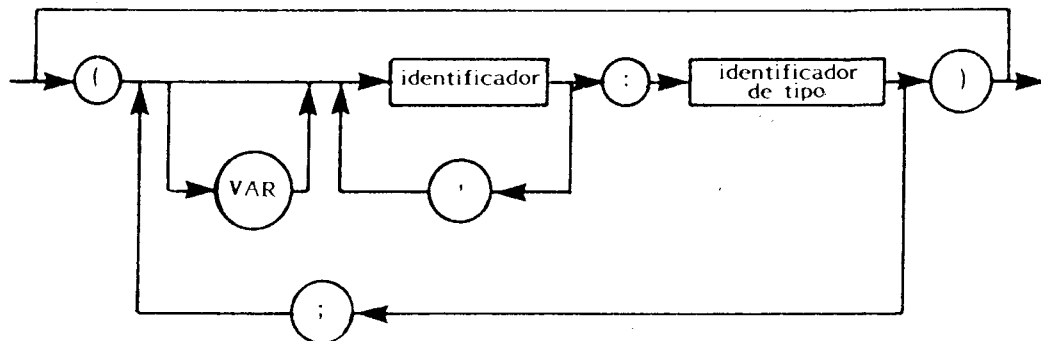 ( identificador : identificador
de tipo )
VAR ,
;